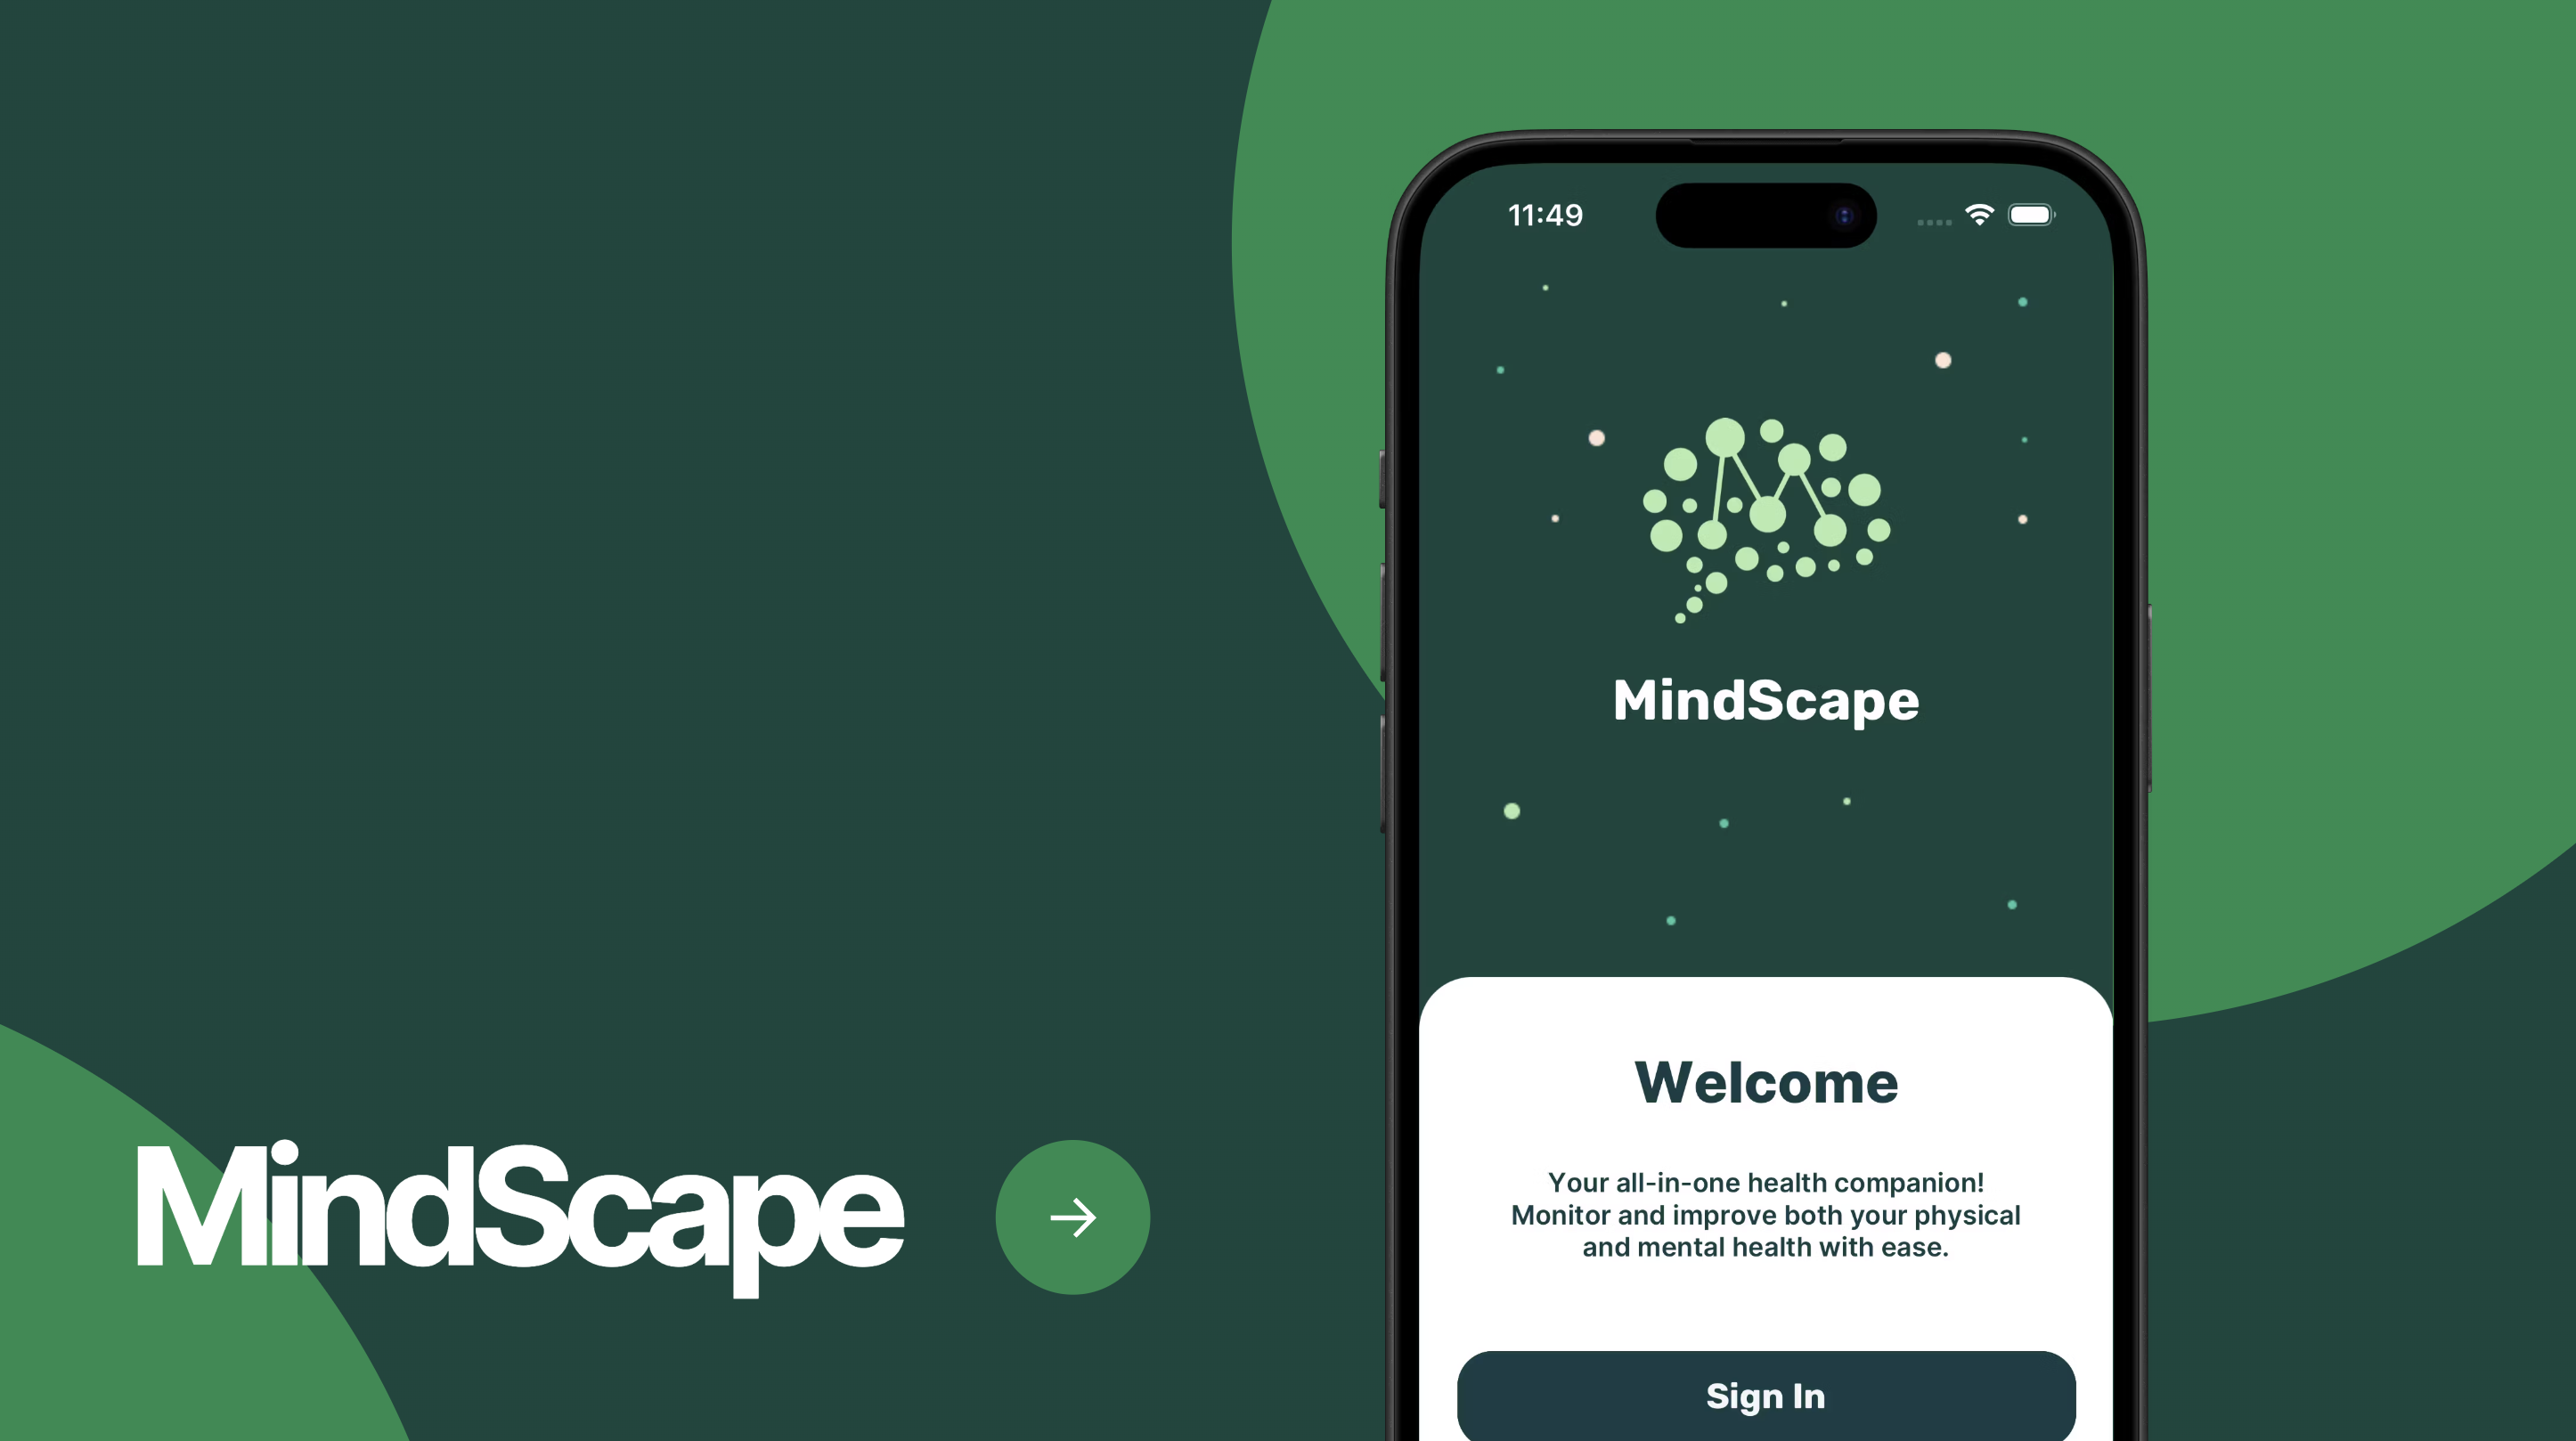 11:49
MindScape
Welcome
Your all-in-one health companion!
Monitor and improve both your physical
and mental health with ease.
Sign In
MindScape